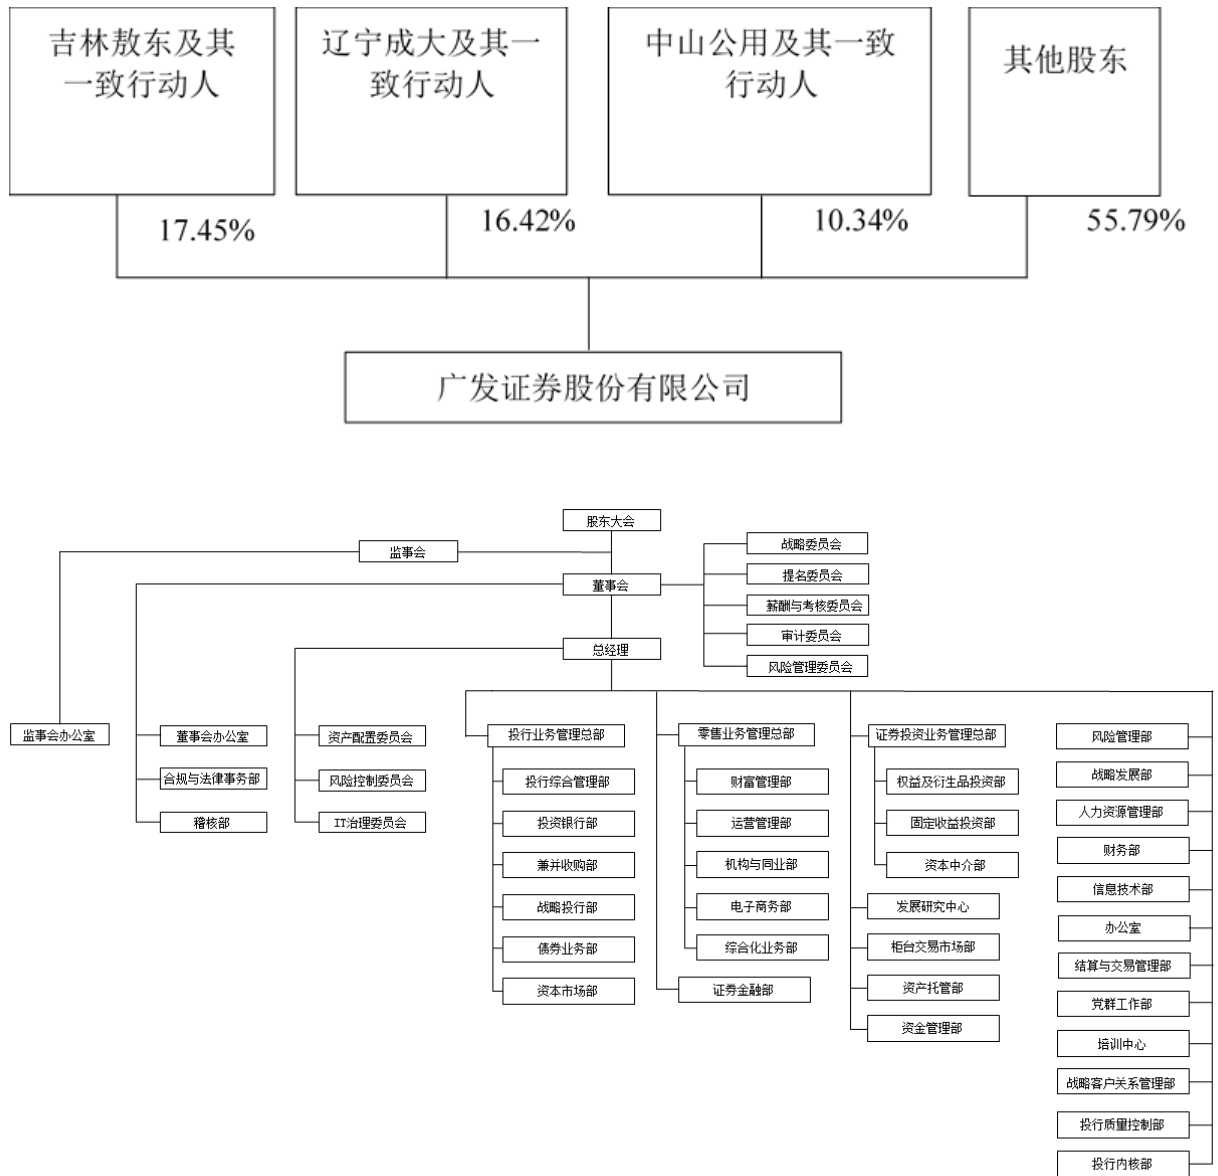 吉林敖东及其
一致行动人
辽宁成大及其一
致行动人
中山公用及其一致
行动人
其他股东
17.45%
16.42%
10.34%
55.79%
广发证券股份有限公司
股东大会
监事会
董事会
战略委员会
提名委员会
薪酬与考核委员会
审计委员会
风险管理委员会
总经理
监事会办公室
董事会办公室
合规与法律事务部
稽核部
资产配置委员会
风险控制委员会
IT治理委员会
投行业务管理总部
投行综合管理部
投资银行部
兼并收购部
战略投行部
债券业务部
资本市场部
零售业务管理总部
财富管理部
运营管理部
机构与同业部
电子商务部
综合化业务部
证券金融部
证券投资业务管理总部
权益及衍生品投资部
固定收益投资部
资本中介部
发展研究中心
柜台交易市场部
资产托管部
资金管理部
风险管理部
战略发展部
人力资源管理部
财务部
信息技术部
办公室
结算与交易管理部
党群工作部
培训中心
战略客户关系管理部
投行质量控制部
投行内核部